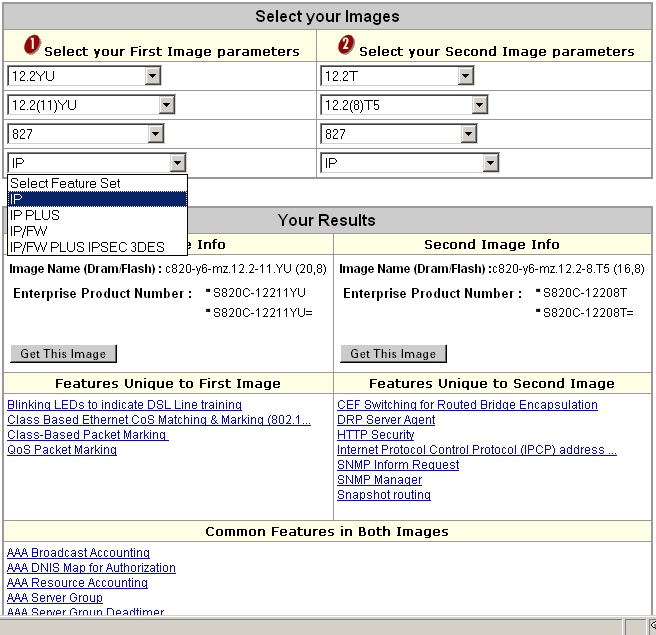 Select your Images
1 Select your First Image parameters
2 Select your Second Image parameters
12.2YU
12.2T
12.2(11)YU
12.2(8)T5
827
827
IP
IP
Select Feature Set
IP
IP PLUS
IP/FW
IP/FW PLUS IPSEC 3DES
Your Results
e Info
Second Image Info
Image Name (Dram/Flash) : c820-y6-mz.12.2-11.YU (20,8)
Image Name (Dram/Flash) :c820-y6-mz.12.2-8.T5 (16,8)
Enterprise Product Number : S820C-12211YU
S820C-12211YU=
Enterprise Product Number : S820C-12208T
S820C-12208T=
Get This Image
Get This Image
Features Unique to First Image
Features Unique to Second Image
Blinking LEDs to indicate DSL Line training
Class Based Ethernet CoS Matching & Marking (802.1...
Class-Based Packet Marking
QoS Packet Marking
CEF Switching for Routed Bridge Encapsulation
DRP Server Agent
HTTP Security
Internet Protocol Control Protocol (IPCP) address ...
SNMP Inform Request
SNMP Manager
Snapshot routing
Common Features in Both Images
AAA Broadcast Accounting
AAA DNIS Map for Authorization
AAA Resource Accounting
AAA Server Group
AAA Server Group Deadtimer